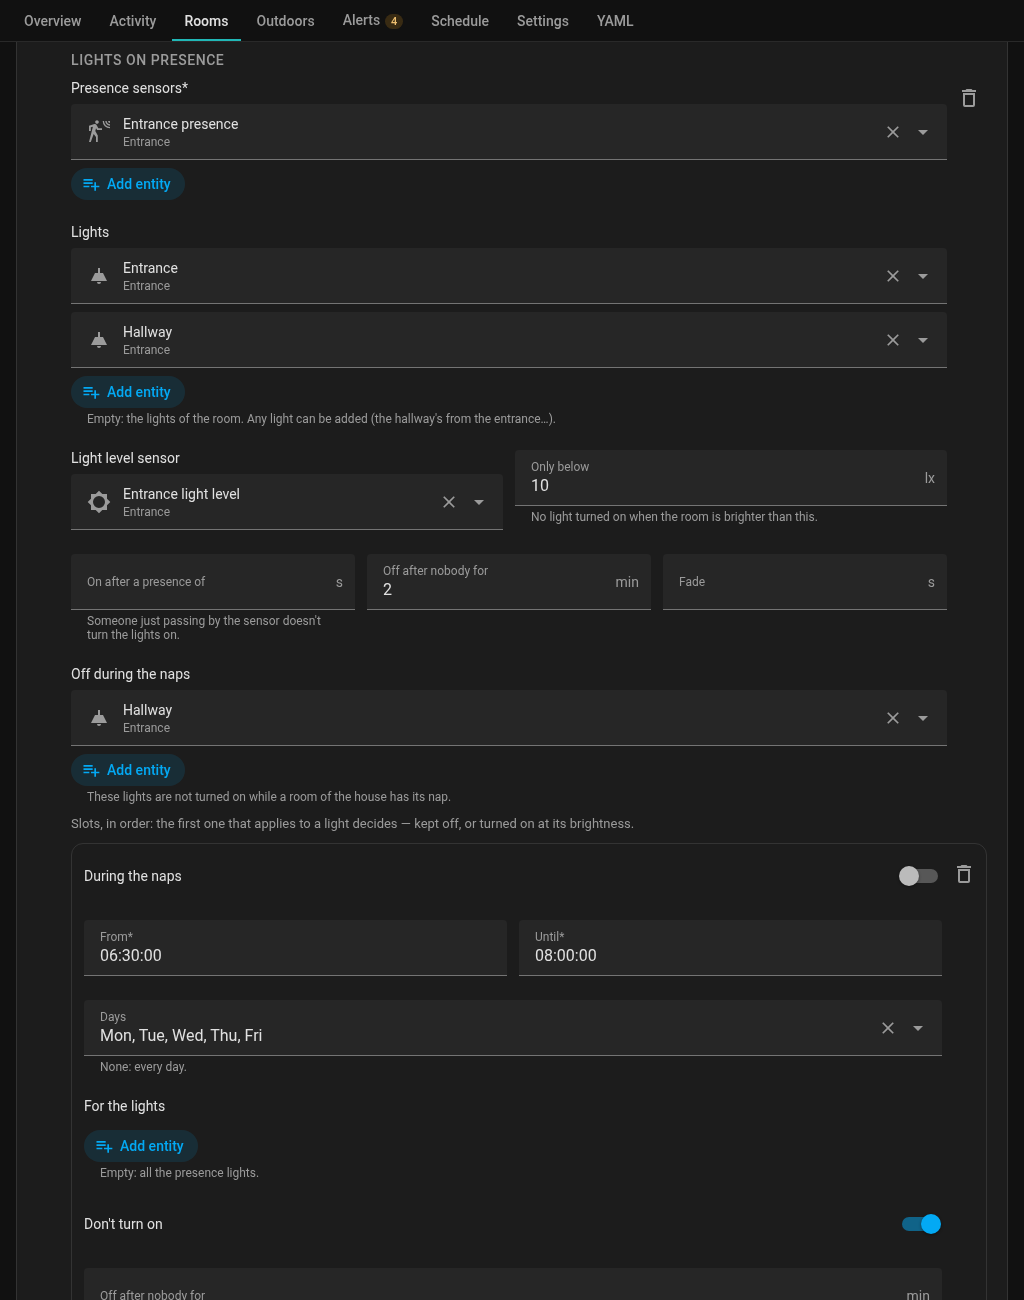 Overview Activity Rooms Outdoors Alerts 4 Schedule Settings YAML
LIGHTS ON PRESENCE
Presence sensors*
Entrance presence
Entrance
Add entity
Lights
Entrance
Entrance
Hallway
Entrance
Add entity
Empty: the lights of the room. Any light can be added (the hallway's from the entrance…).
Light level sensor
Entrance light level
Entrance
Only below
10 lx
No light turned on when the room is brighter than this.
On after a presence of s
Someone just passing by the sensor doesn't
turn the lights on.
Off after nobody for
2 min
Fade s
Off during the naps
Hallway
Entrance
Add entity
These lights are not turned on while a room of the house has its nap.
Slots, in order: the first one that applies to a light decides — kept off, or turned on at its brightness.
During the naps
From*
06:30:00
Until*
08:00:00
Days
Mon, Tue, Wed, Thu, Fri
None: every day.
For the lights
Add entity
Empty: all the presence lights.
Don't turn on
Off after nobody for min